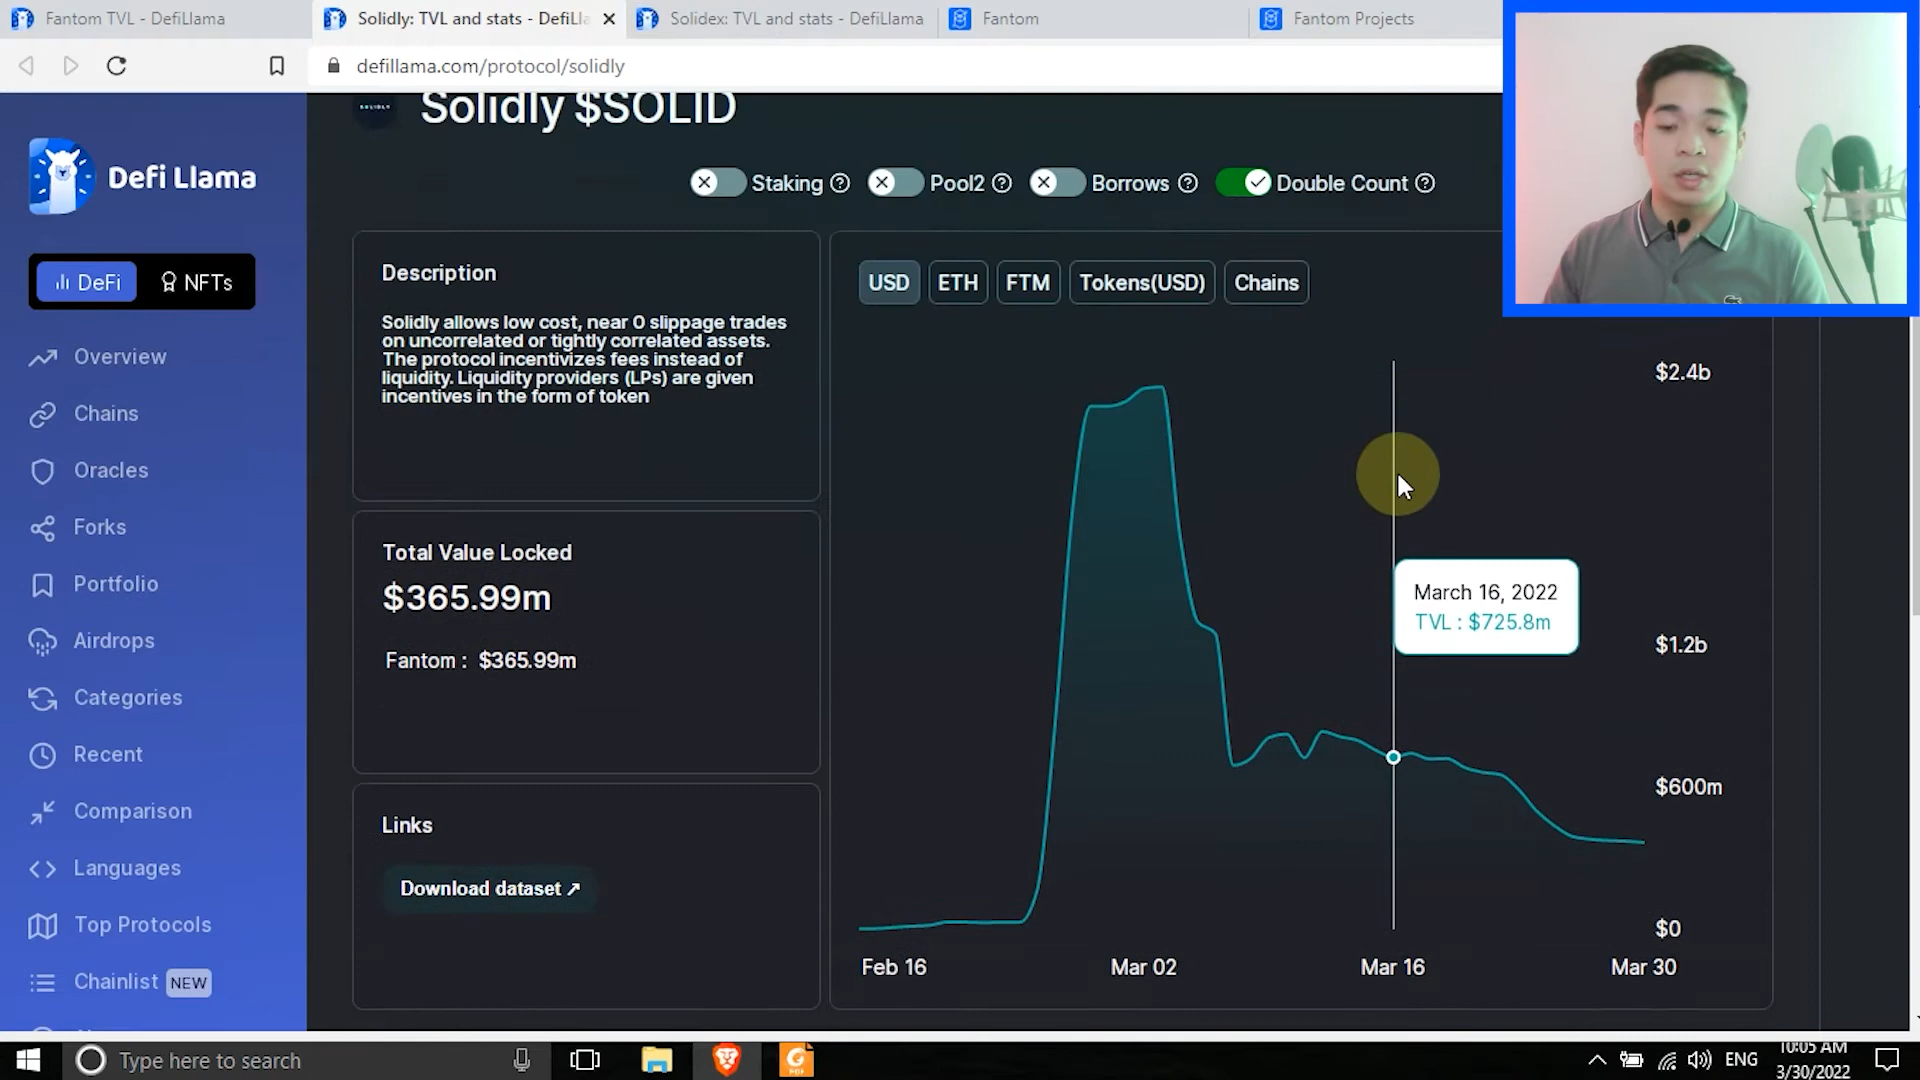 Fantom TVL - DefiLlama
Solidly: TVL and stats - DefiLla
Solidex: TVL and stats - DefiLlama
Fantom
Fantom Projects
defillama.com/protocol/solidly
Solidly $SOLID
Defi Llama
DeFi
NFTs
Overview
Chains
Oracles
Forks
Portfolio
Airdrops
Categories
Recent
Comparison
Languages
Top Protocols
Chainlist NEW
Staking
Pool2
Borrows
Double Count
Description
Solidly allows low cost, near 0 slippage trades
on uncorrelated or tightly correlated assets.
The protocol incentivizes fees instead of
liquidity. Liquidity providers (LPs) are given
incentives in the form of token
Total Value Locked
$365.99m
Fantom : $365.99m
Links
Download dataset ↗
USD
ETH
FTM
Tokens(USD)
Chains
$2.4b
March 16, 2022
TVL : $725.8m
$1.2b
$600m
$0
Feb 16
Mar 02
Mar 16
Mar 30
Type here to search
ENG
10:05 AM
3/30/2022